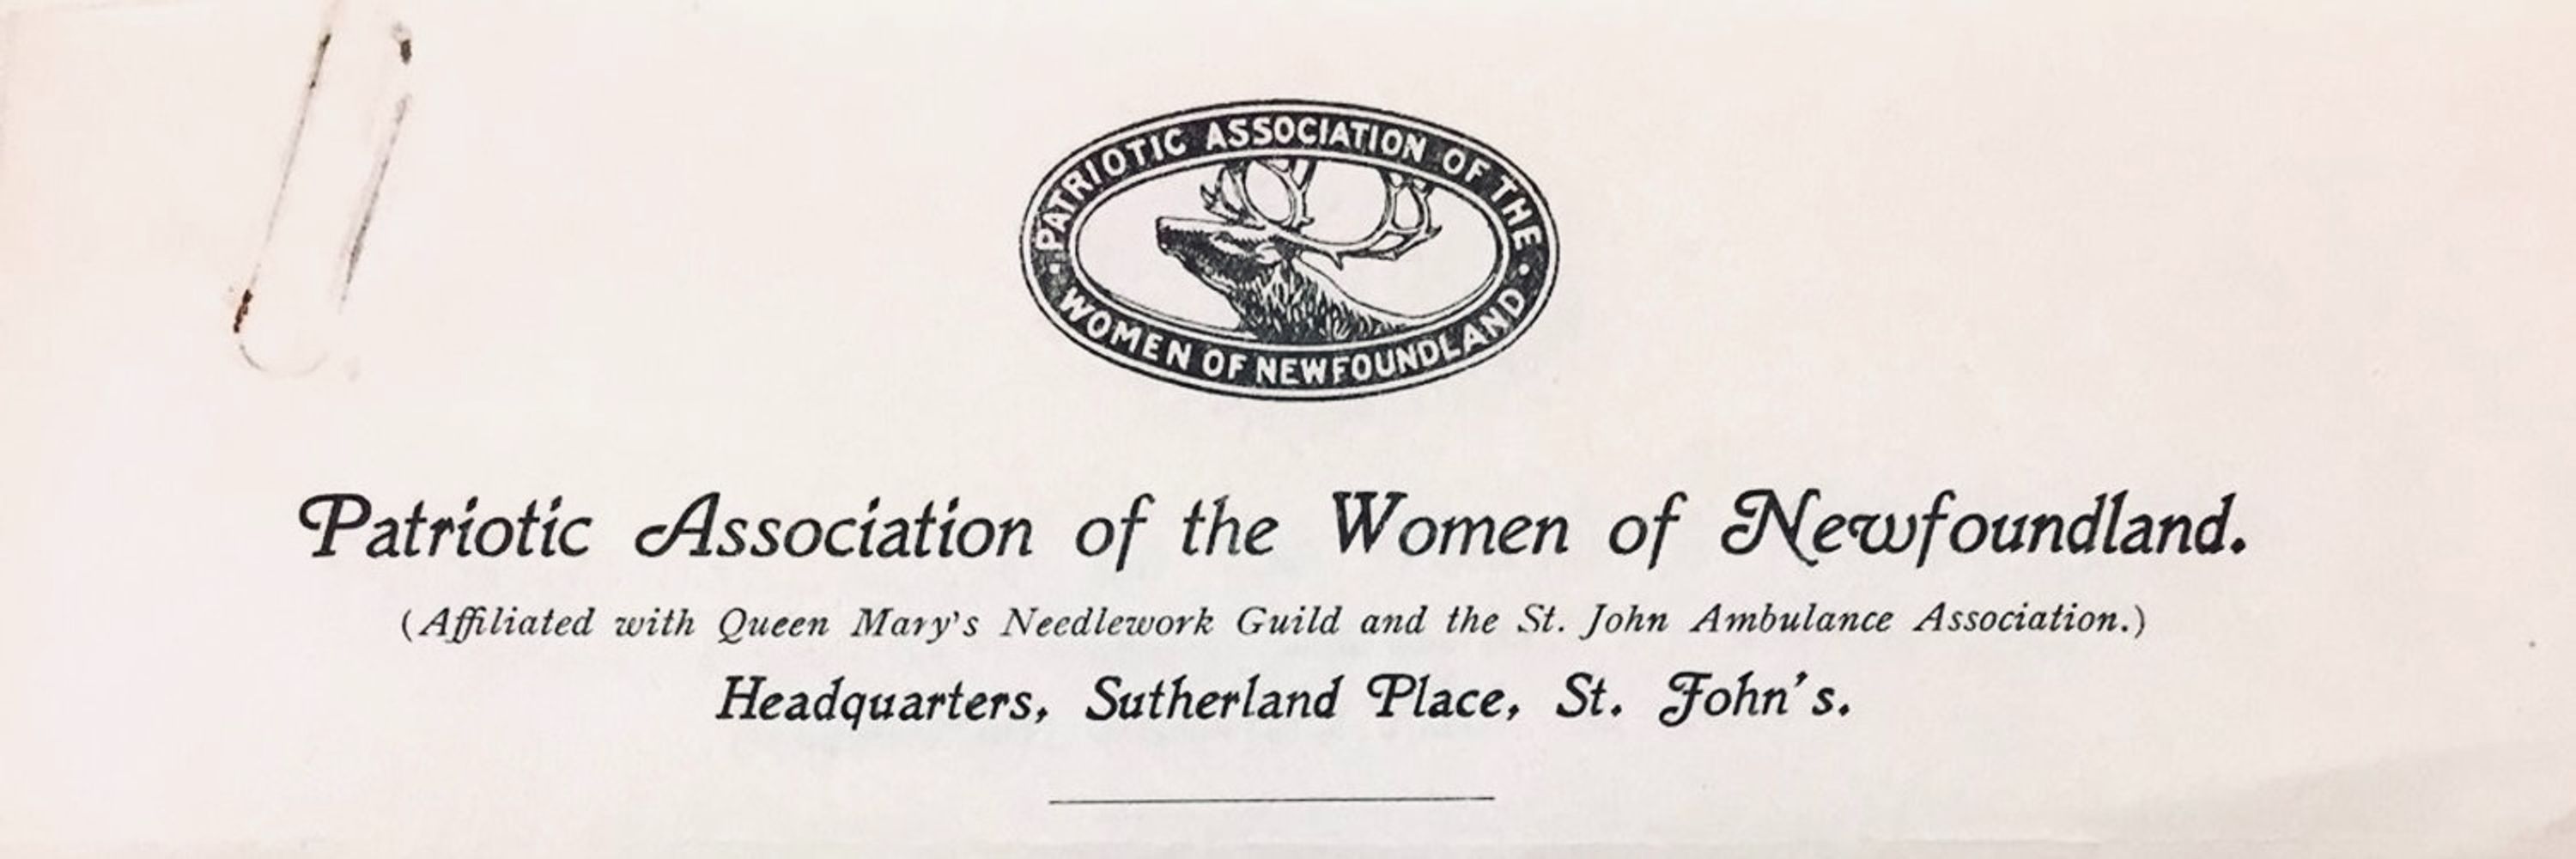 PATRIOTIC ASSOCIATION OF THE
· WOMEN OF NEWFOUNDLAND ·
Patriotic Association of the Women of Newfoundland.
(Affiliated with Queen Mary's Needlework Guild and the St. John Ambulance Association.)
Headquarters, Sutherland Place, St. John's.